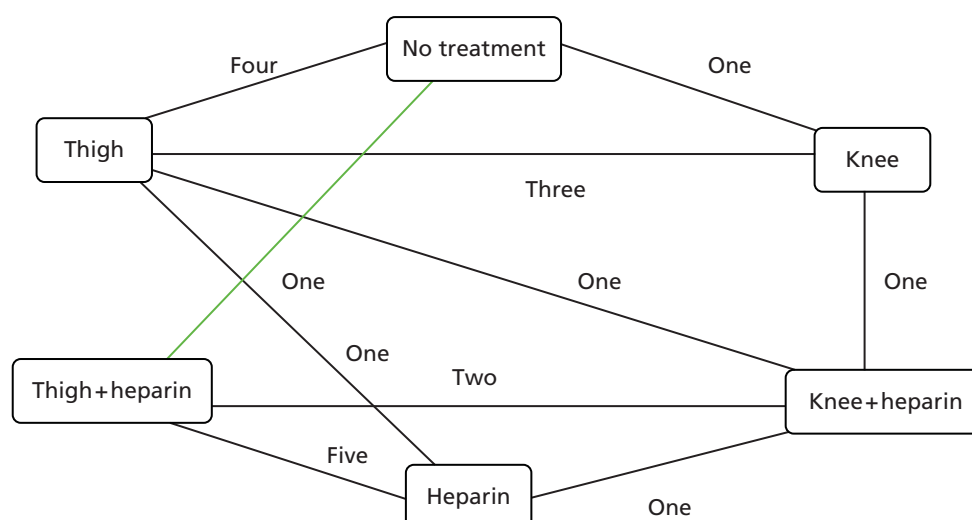 No treatment
Four
One
Thigh
Knee
Three
One
One
One
One
Two
Thigh+heparin
Knee+heparin
Five
Heparin
One